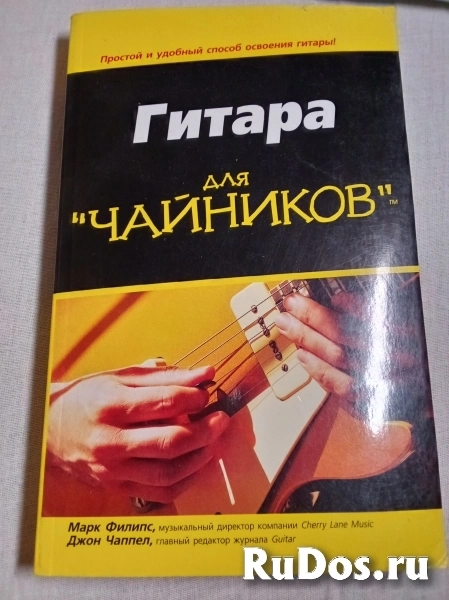 Простой и удобный способ освоения гитары!
Гитара
для
"ЧАЙНИКОВ"™
Марк Филипс, музыкальный директор компании Cherry Lane Music
Джон Чаппел, главный редактор журнала Guitar
RuDos.ru